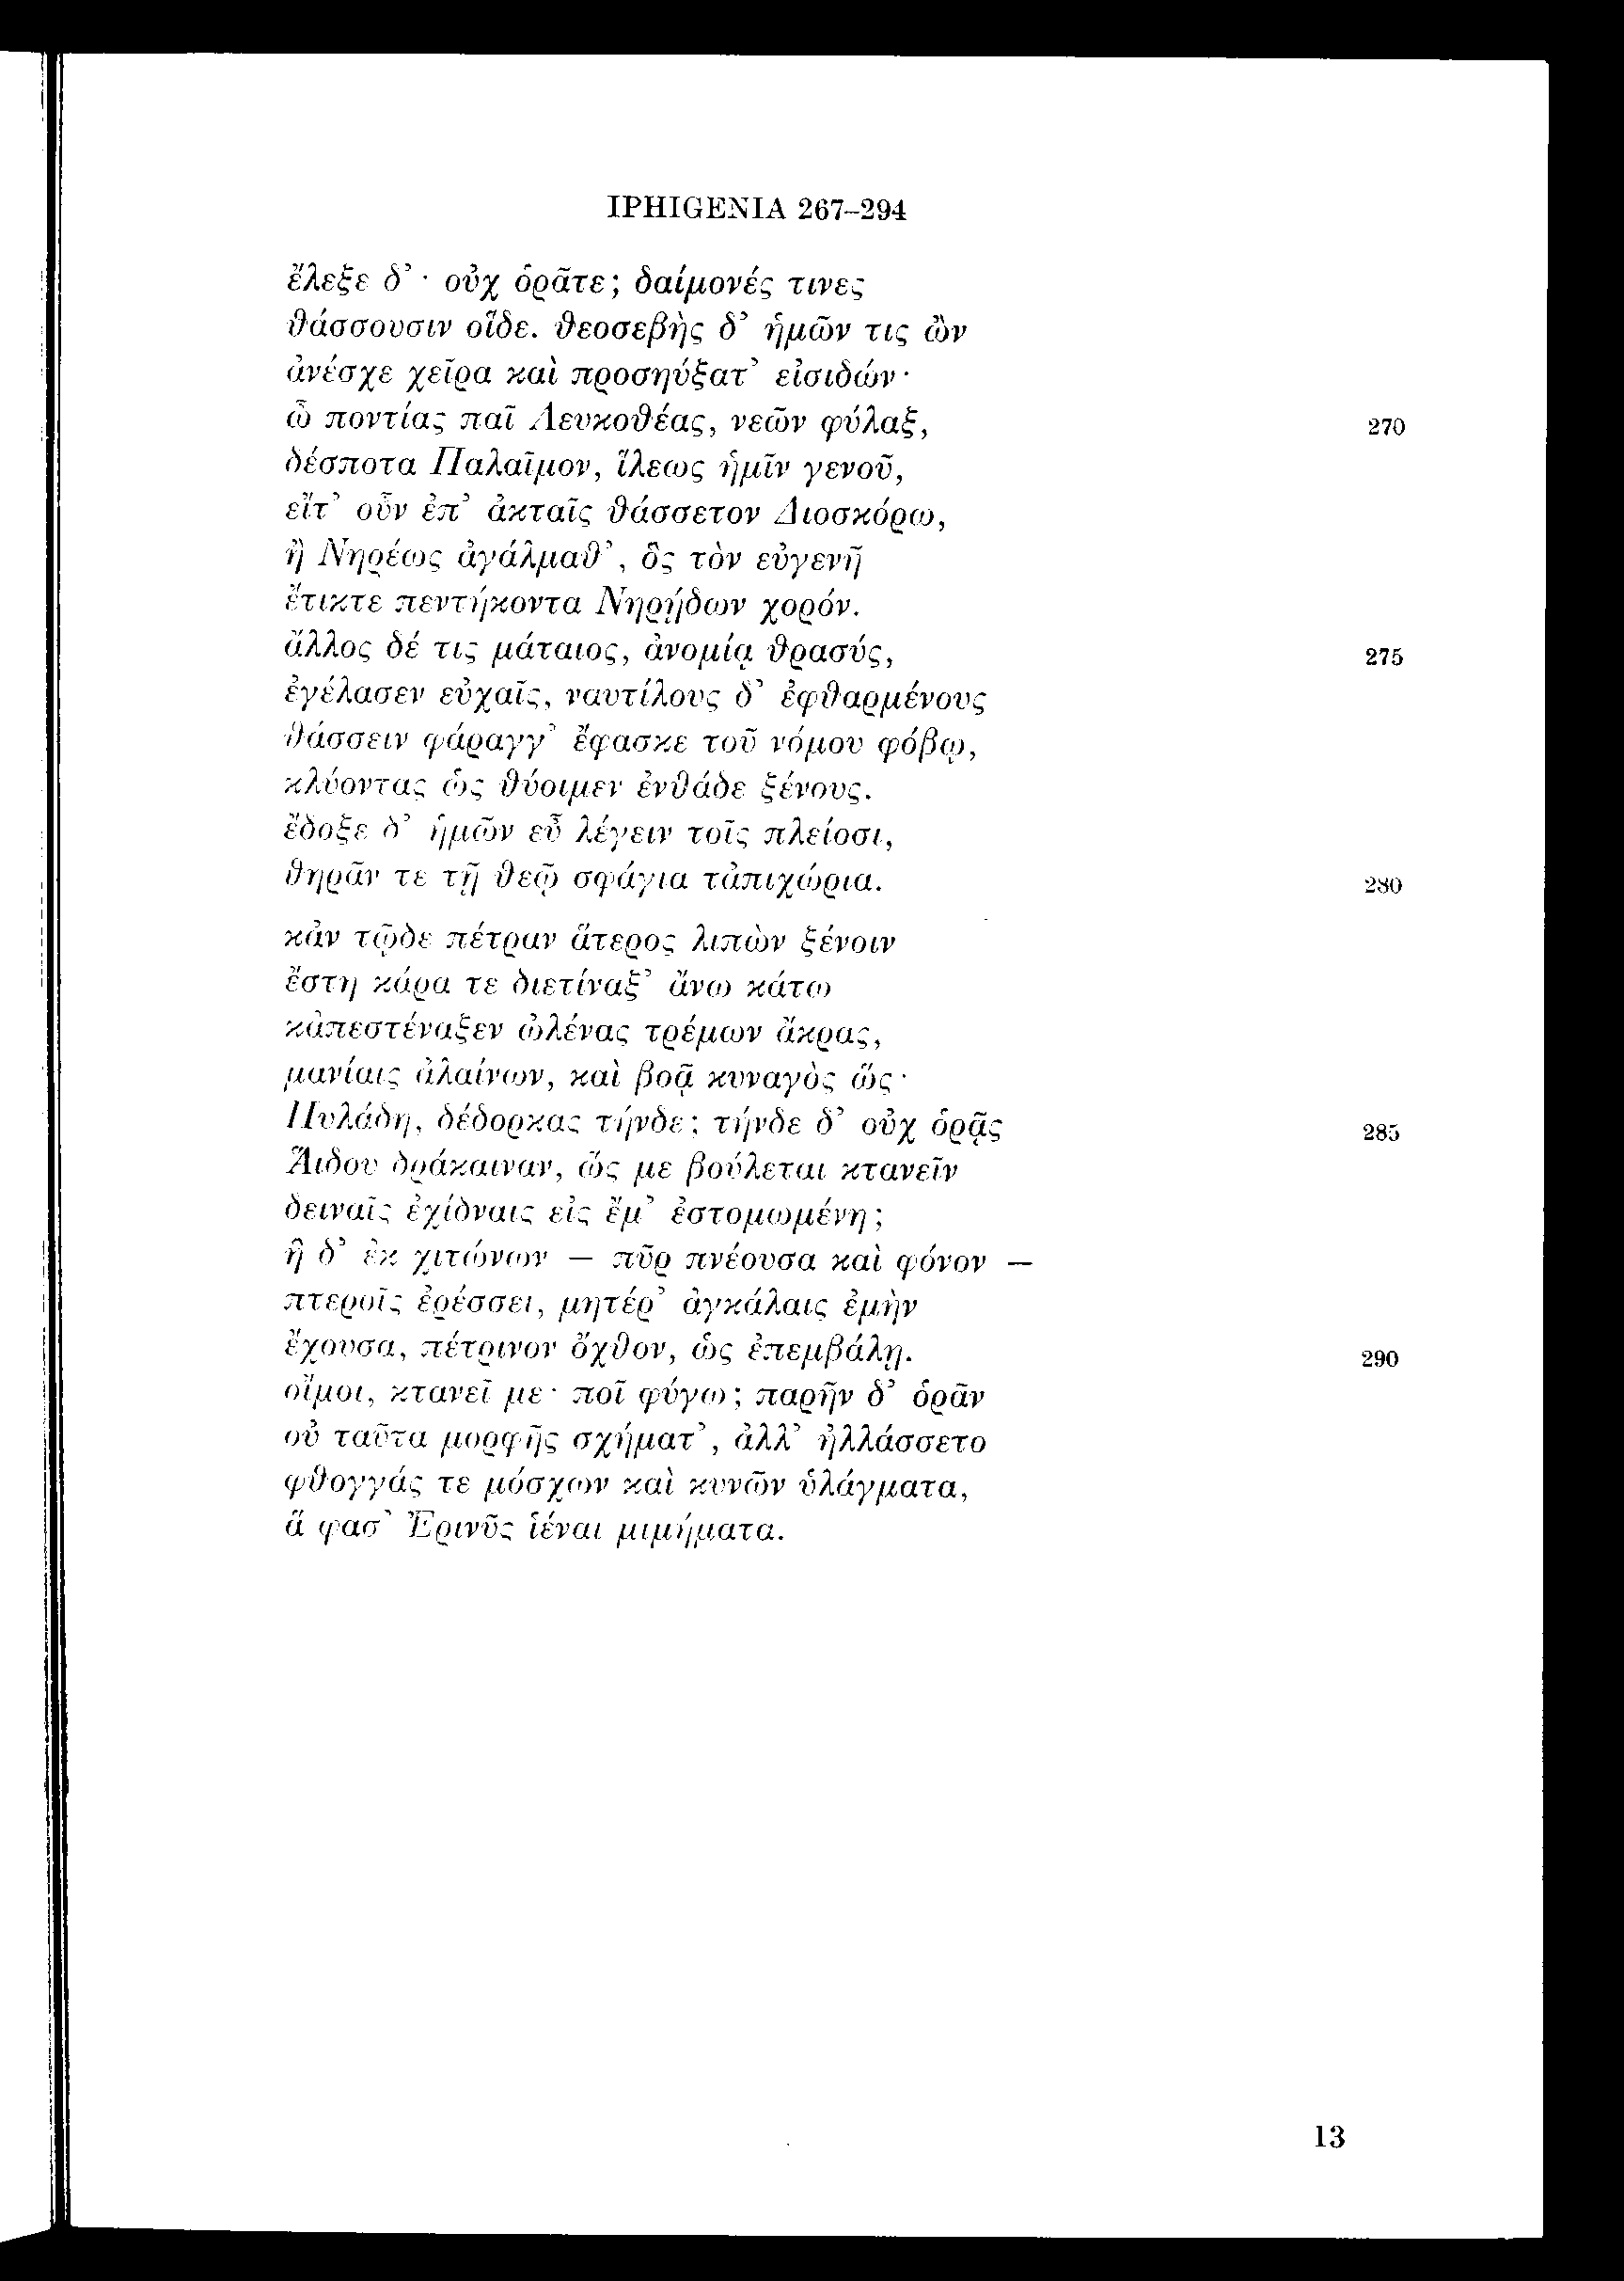 IPHIGENIA 267–294
ἔλεξε δ’· οὐχ ὁρᾶτε; δαίμονές τινες
θάσσουσιν οἵδε. θεοσεβὴς δ’ ἡμῶν τις ὢν
ἀνέσχε χεῖρα καὶ προσηύξατ’ εἰσιδών·
ὦ ποντίας παῖ Λευκοθέας, νεῶν φύλαξ,
270
δέσποτα Παλαῖμον, ἵλεως ἡμῖν γενοῦ,
εἴτ’ οὖν ἐπ’ ἀκταῖς θάσσετον Διοσκόρω,
ἢ Νηρέως ἀγάλμαθ’, ὃς τὸν εὐγενῆ
ἔτικτε πεντήκοντα Νηρῄδων χορόν.
ἄλλος δέ τις μάταιος, ἀνομίᾳ θρασύς,
275
ἐγέλασεν εὐχαῖς, ναυτίλους δ’ ἐφθαρμένους
θάσσειν φάραγγ’ ἔφασκε τοῦ νόμου φόβῳ,
κλύοντας ὡς θύοιμεν ἐνθάδε ξένους.
ἔδοξε δ’ ἡμῶν εὖ λέγειν τοῖς πλείοσι,
θηρᾶν τε τῇ θεῷ σφάγια τἀπιχώρια.
280
κἀν τῷδε πέτραν ἅτερος λιπὼν ξένοιν
ἔστη κάρα τε διετίναξ’ ἄνω κάτω
κἀπεστέναξεν ὠλένας τρέμων ἄκρας,
μανίαις ἀλαίνων, καὶ βοᾷ κυναγὸς ὥς·
Πυλάδη, δέδορκας τήνδε; τήνδε δ’ οὐχ ὁρᾷς
285
Ἅιδου δράκαιναν, ὥς με βούλεται κτανεῖν
δειναῖς ἐχίδναις εἰς ἔμ’ ἐστομωμένη;
ἣ δ’ ἐκ χιτώνων – πῦρ πνέουσα καὶ φόνον –
πτεροῖς ἐρέσσει, μητέρ’ ἀγκάλαις ἐμὴν
ἔχουσα, πέτρινον ὄχθον, ὡς ἐπεμβάλῃ.
290
οἴμοι, κτανεῖ με· ποῖ φύγω; παρῆν δ’ ὁρᾶν
οὐ ταῦτα μορφῆς σχήματ’, ἀλλ’ ἠλλάσσετο
φθογγάς τε μόσχων καὶ κυνῶν ὑλάγματα,
ἃ φασ’ Ἐρινῦς ἱέναι μιμήματα.
13